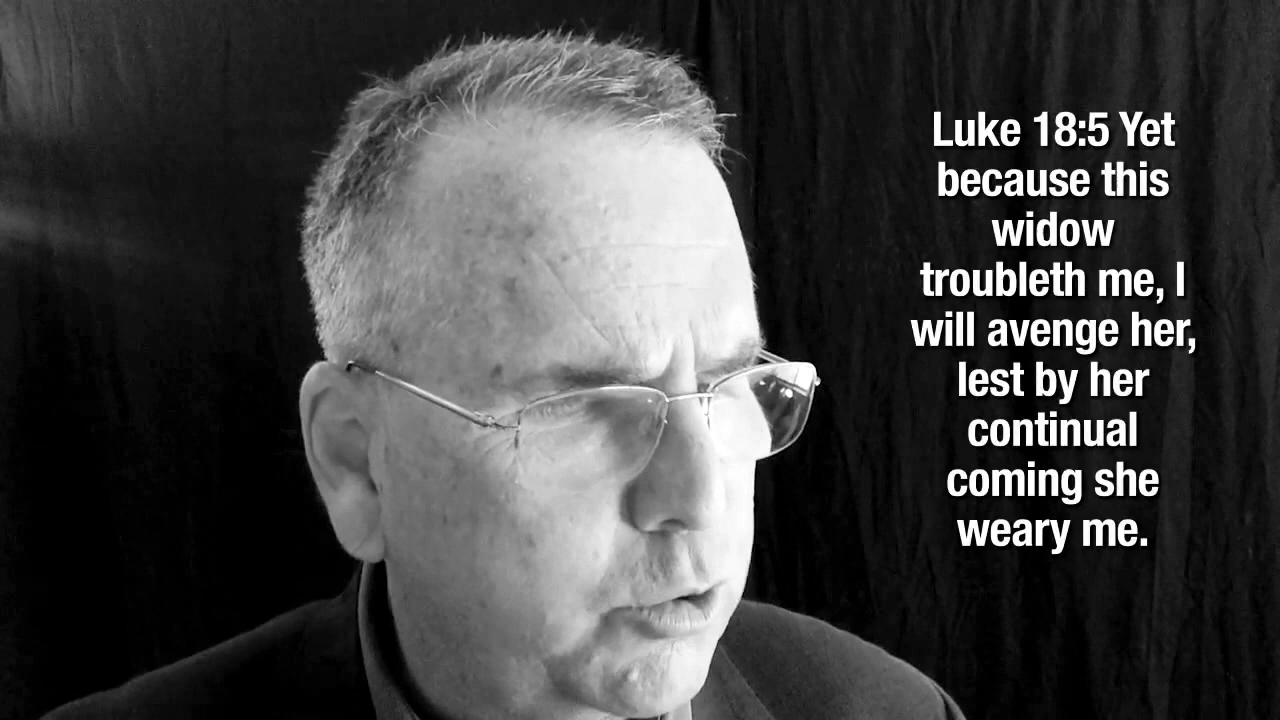 Luke 18:5 Yet
because this
widow
troubleth me, I
will avenge her,
lest by her
continual
coming she
weary me.